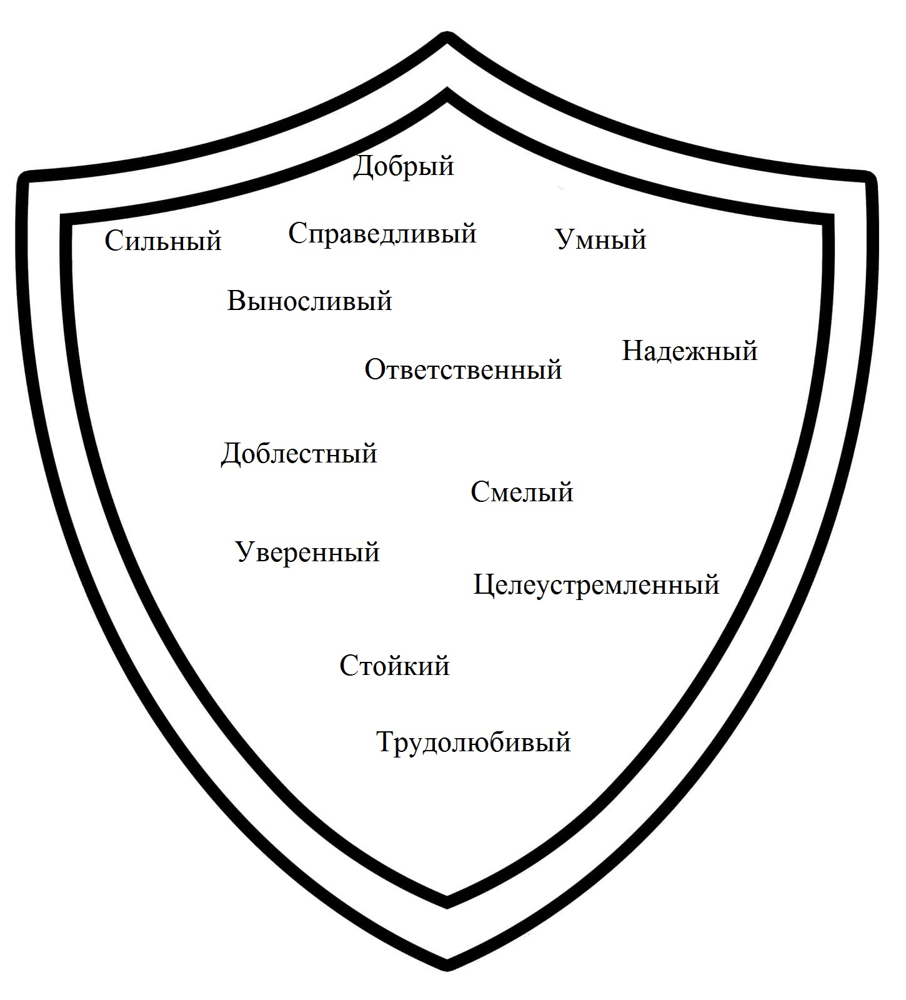 Добрый
Сильный Справедливый Умный
Выносливый
Надежный
Ответственный
Доблестный
Смелый
Уверенный
Целеустремленный
Стойкий
Трудолюбивый